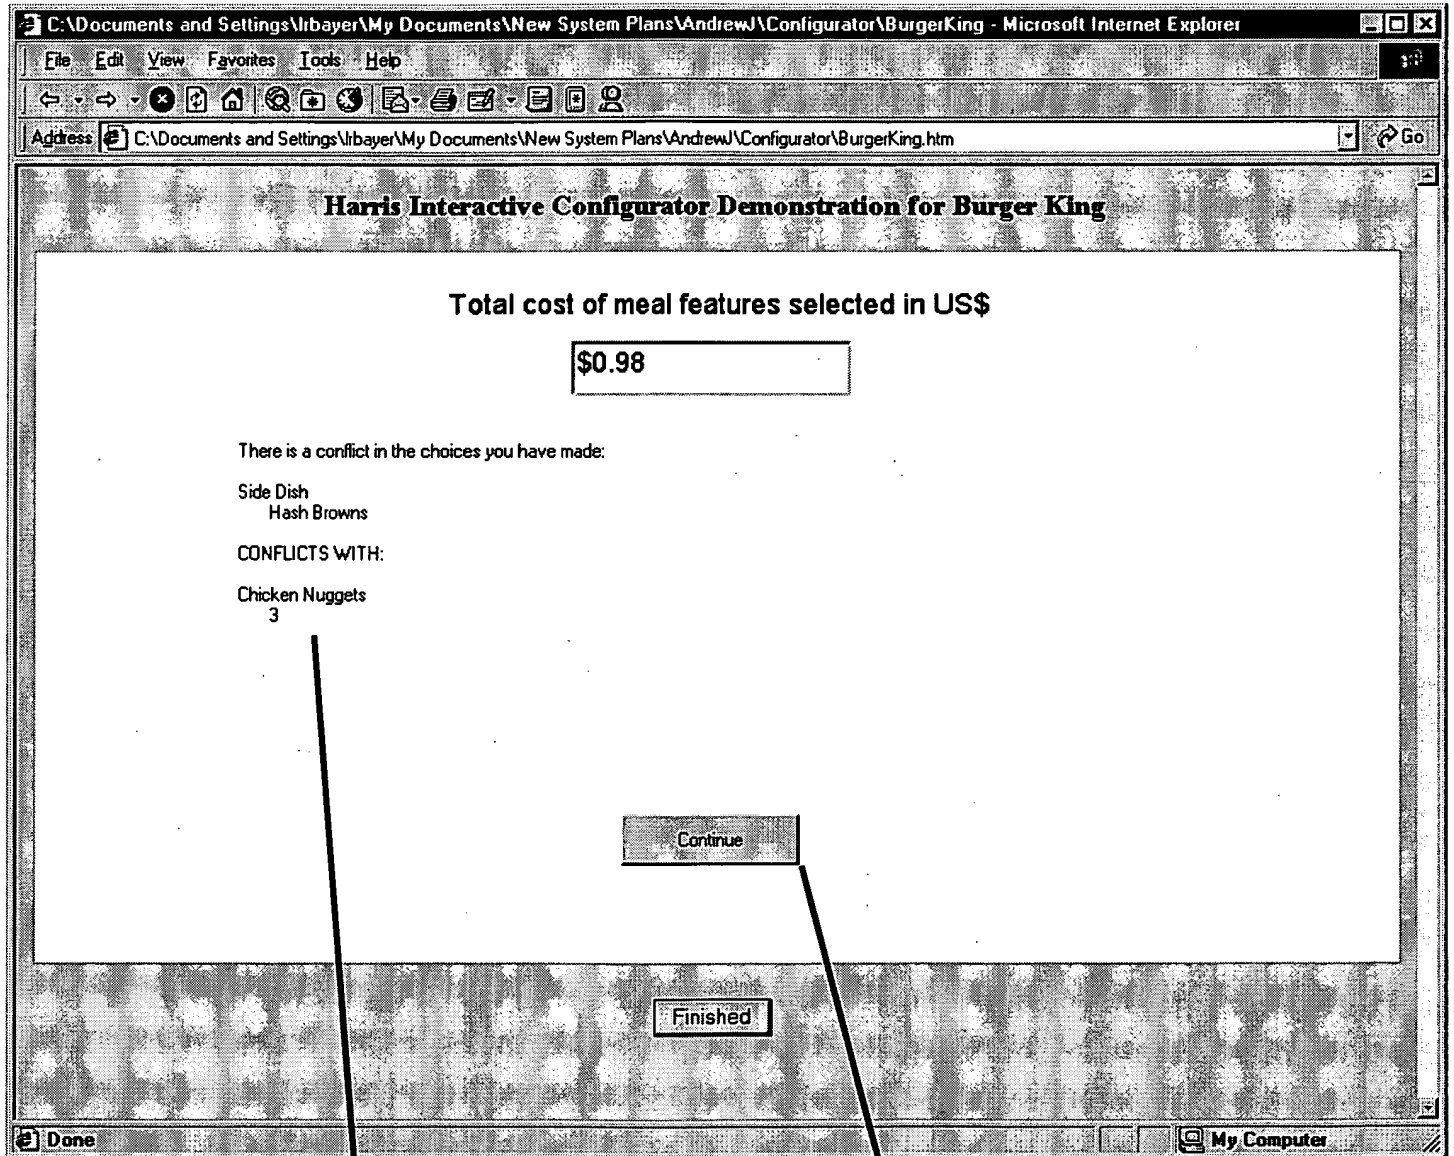 C:\Documents and Settings\lrbayer\My Documents\New System Plans\AndrewJ\Configurator\BurgerKing - Microsoft Internet Explorer
File Edit View Favorites Tools Help
Address C:\Documents and Settings\lrbayer\My Documents\New System Plans\AndrewJ\Configurator\BurgerKing.htm Go
Harris Interactive Configurator Demonstration for Burger King
Total cost of meal features selected in US$
$0.98
There is a conflict in the choices you have made:
Side Dish
Hash Browns
CONFLICTS WITH:
Chicken Nuggets
3
Continue
Finished
Done My Computer